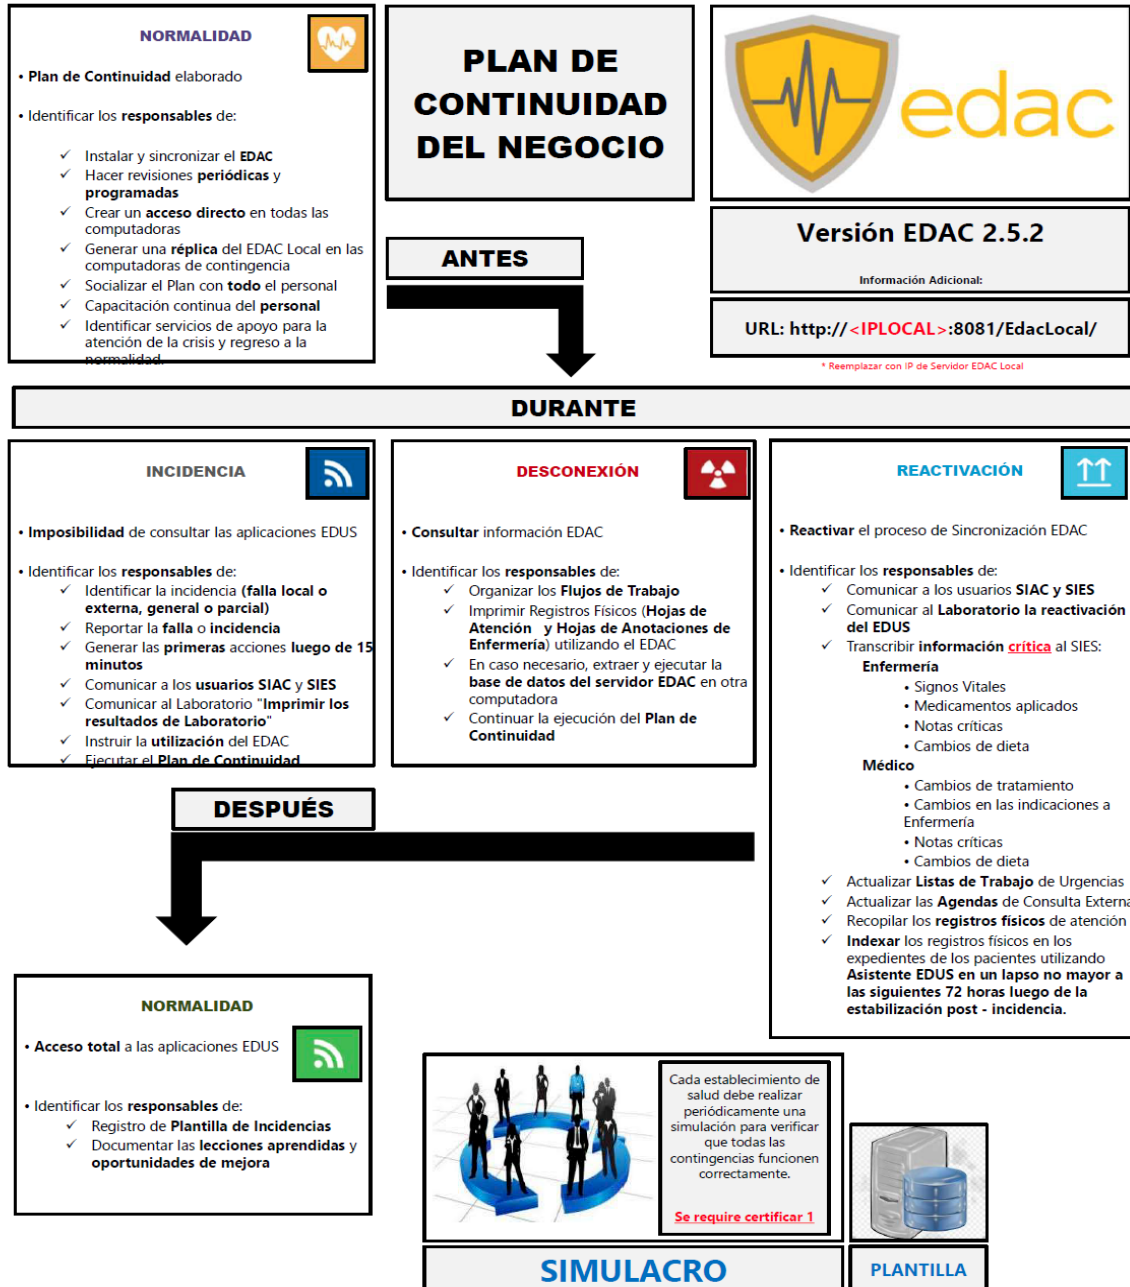 NORMALIDAD
• Plan de Continuidad elaborado
• Identificar los responsables de:
✓ Instalar y sincronizar el EDAC
✓ Hacer revisiones periódicas y
programadas
✓ Crear un acceso directo en todas las
computadoras
✓ Generar una réplica del EDAC Local en las
computadoras de contingencia
✓ Socializar el Plan con todo el personal
✓ Capacitación continua del personal
✓ Identificar servicios de apoyo para la
atención de la crisis y regreso a la
normalidad.
PLAN DE
CONTINUIDAD
DEL NEGOCIO
edac
Versión EDAC 2.5.2
Información Adicional:
URL: http://<IPLOCAL>:8081/EdacLocal/
* Reemplazar con IP de Servidor EDAC Local
ANTES
DURANTE
INCIDENCIA
• Imposibilidad de consultar las aplicaciones EDUS
• Identificar los responsables de:
✓ Identificar la incidencia (falla local o
externa, general o parcial)
✓ Reportar la falla o incidencia
✓ Generar las primeras acciones luego de 15
minutos
✓ Comunicar a los usuarios SIAC y SIES
✓ Comunicar al Laboratorio "Imprimir los
resultados de Laboratorio"
✓ Instruir la utilización del EDAC
✓ Ejecutar el Plan de Continuidad
DESCONEXIÓN
• Consultar información EDAC
• Identificar los responsables de:
✓ Organizar los Flujos de Trabajo
✓ Imprimir Registros Físicos (Hojas de
Atención y Hojas de Anotaciones de
Enfermería) utilizando el EDAC
✓ En caso necesario, extraer y ejecutar la
base de datos del servidor EDAC en otra
computadora
✓ Continuar la ejecución del Plan de
Continuidad
REACTIVACIÓN
• Reactivar el proceso de Sincronización EDAC
• Identificar los responsables de:
✓ Comunicar a los usuarios SIAC y SIES
✓ Comunicar al Laboratorio la reactivación
del EDUS
✓ Transcribir información crítica al SIES:
Enfermería
• Signos Vitales
• Medicamentos aplicados
• Notas críticas
• Cambios de dieta
Médico
• Cambios de tratamiento
• Cambios en las indicaciones a
Enfermería
• Notas críticas
• Cambios de dieta
✓ Actualizar Listas de Trabajo de Urgencias
✓ Actualizar las Agendas de Consulta Externa
✓ Recopilar los registros físicos de atención
✓ Indexar los registros físicos en los
expedientes de los pacientes utilizando
Asistente EDUS en un lapso no mayor a
las siguientes 72 horas luego de la
estabilización post - incidencia.
DESPUÉS
NORMALIDAD
• Acceso total a las aplicaciones EDUS
• Identificar los responsables de:
✓ Registro de Plantilla de Incidencias
✓ Documentar las lecciones aprendidas y
oportunidades de mejora
Cada establecimiento de
salud debe realizar
periódicamente una
simulación para verificar
que todas las
contingencias funcionen
correctamente.
Se require certificar 1
SIMULACRO
PLANTILLA